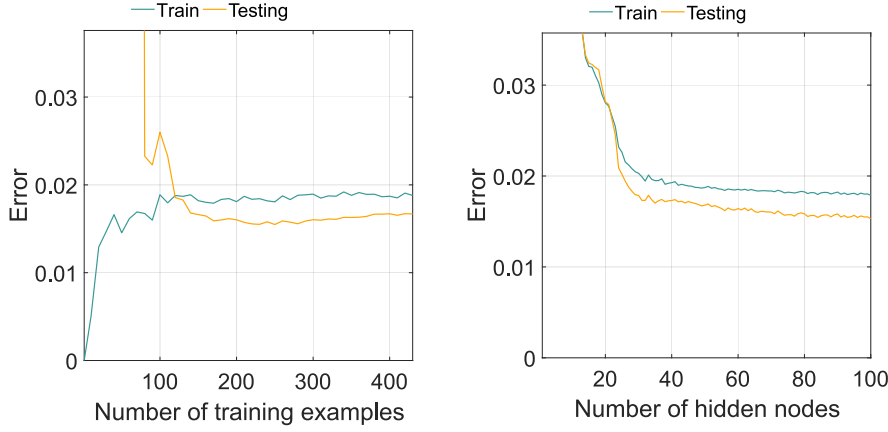 Train Testing
0.03
0.02
0.01
0
Error
100 200 300 400
Number of training examples
Train Testing
0.03
0.02
0.01
0
Error
20 40 60 80 100
Number of hidden nodes